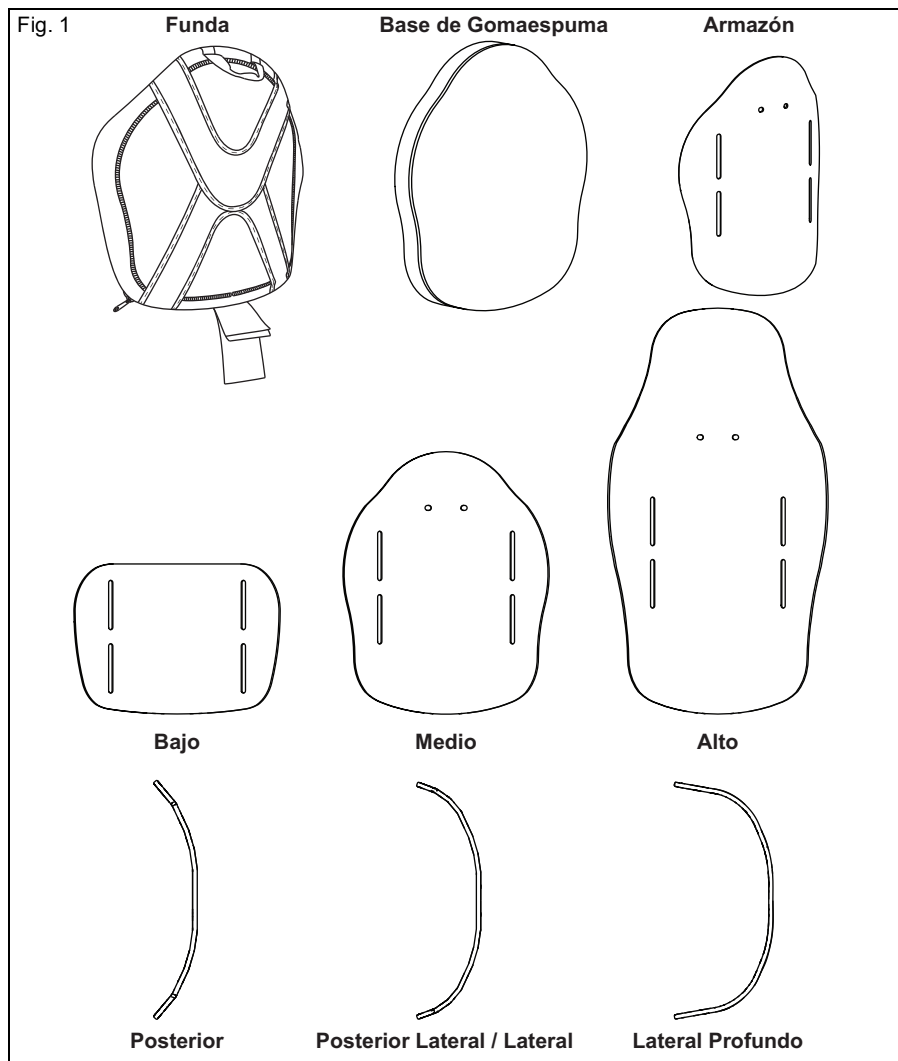 Fig. 1
Funda Base de Gomaespuma Armazón
Bajo Medio Alto
Posterior Posterior Lateral / Lateral Lateral Profundo